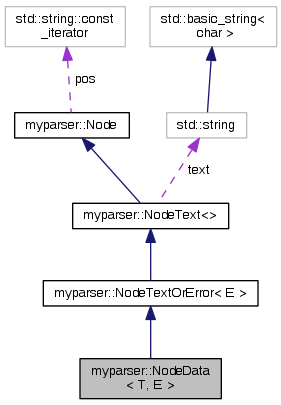 std::string::const
_iterator
std::basic_string<
char >
pos
myparser::Node
std::string
text
myparser::NodeText<>
myparser::NodeTextOrError< E >
myparser::NodeData
< T, E >